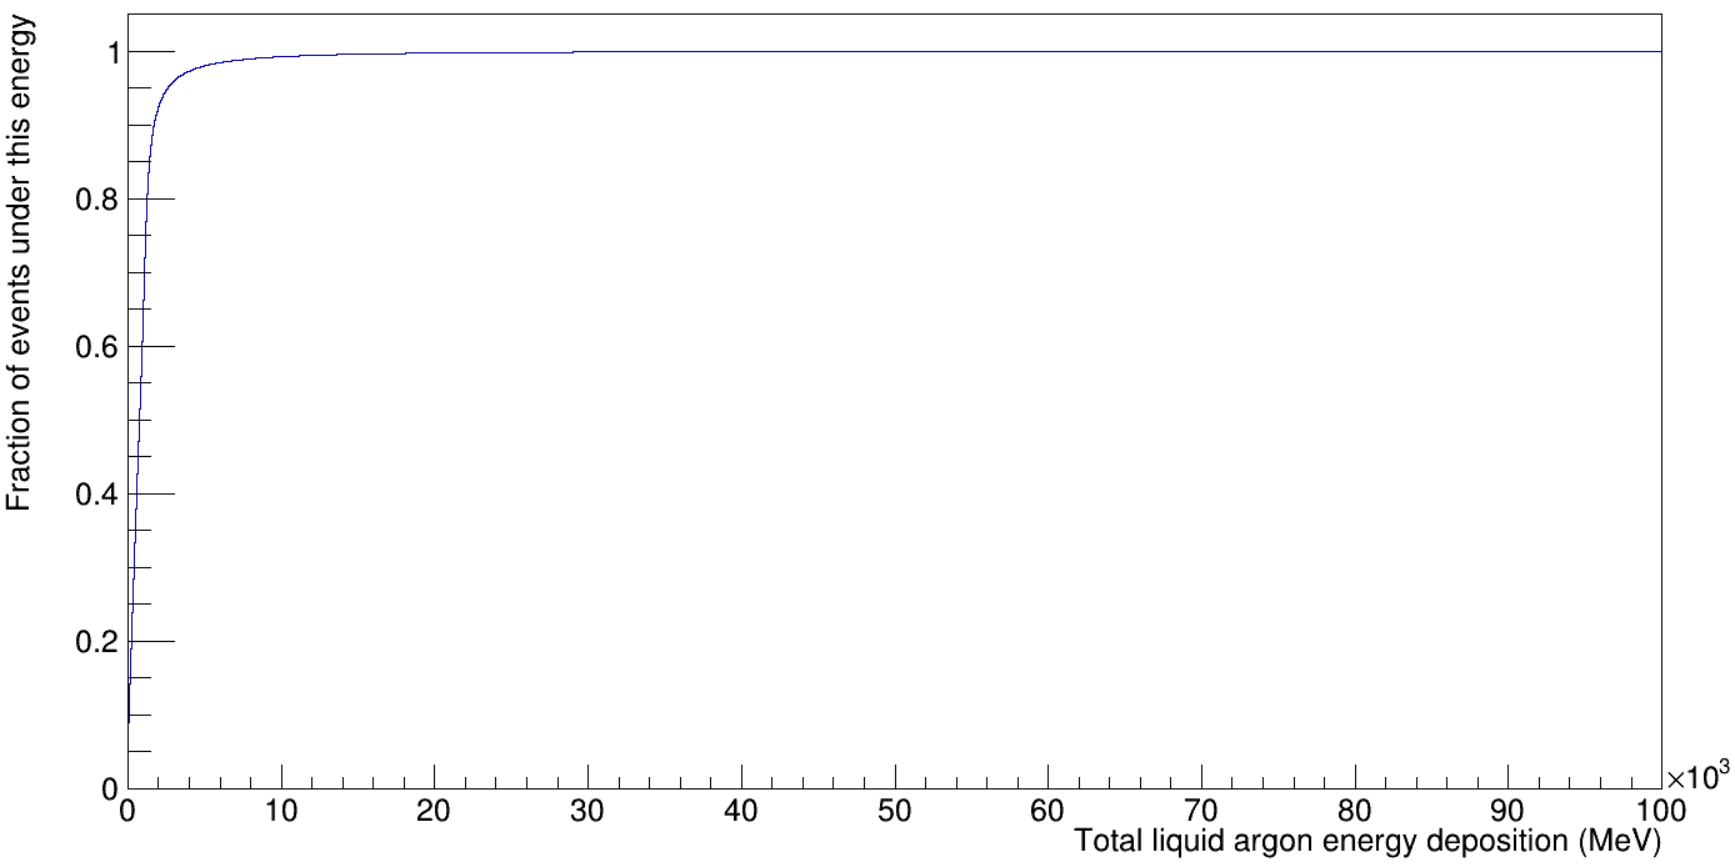 Fraction of events under this energy
1
0.8
0.6
0.4
0.2
0
0 10 20 30 40 50 60 70 80 90 100
×10³
Total liquid argon energy deposition (MeV)